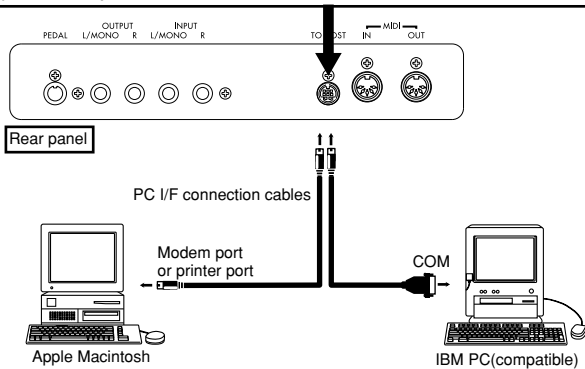 OUTPUT INPUT MIDI
PEDAL L/MONO R L/MONO R TO HOST IN OUT
Rear panel
PC I/F connection cables
Modem port
or printer port
COM
Apple Macintosh
IBM PC(compatible)